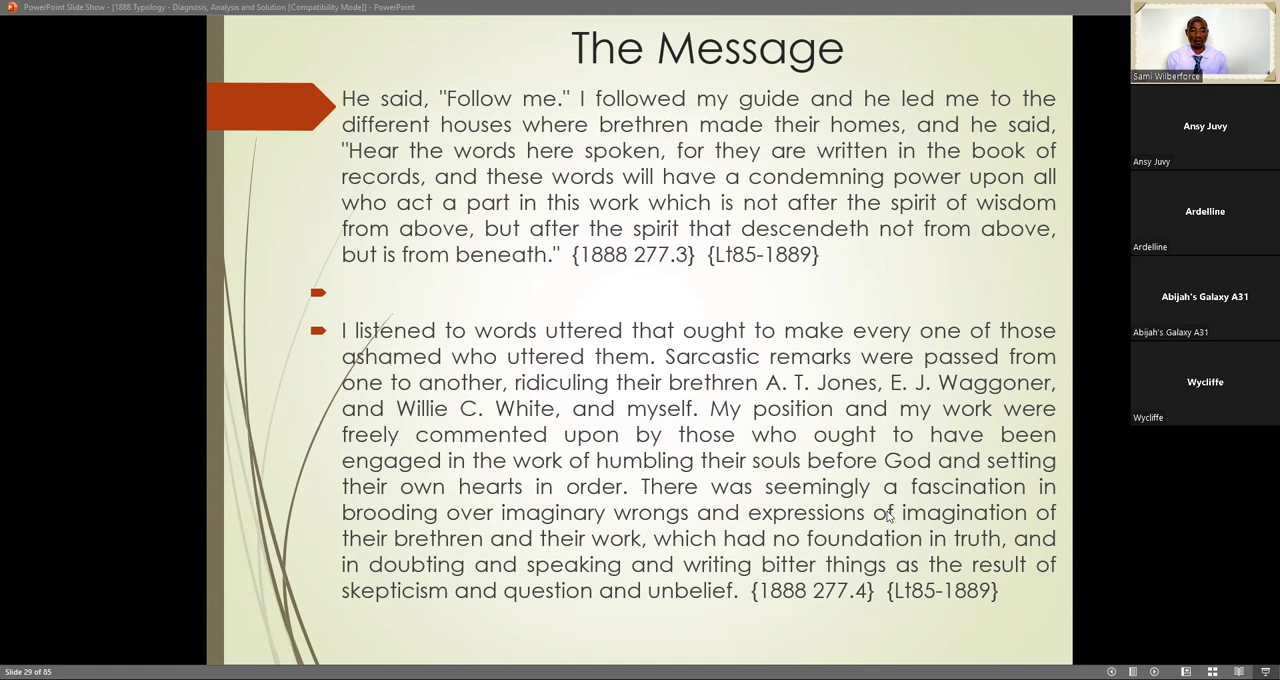 PowerPoint Slide Show - [1888 Typology - Diagnosis, Analysis and Solution [Compatibility Mode]] - PowerPoint
The Message
He said, "Follow me." I followed my guide and he led me to the
different houses where brethren made their homes, and he said,
"Hear the words here spoken, for they are written in the book of
records, and these words will have a condemning power upon all
who act a part in this work which is not after the spirit of wisdom
from above, but after the spirit that descendeth not from above,
but is from beneath." {1888 277.3} {Lt85-1889}
I listened to words uttered that ought to make every one of those
ashamed who uttered them. Sarcastic remarks were passed from
one to another, ridiculing their brethren A. T. Jones, E. J. Waggoner,
and Willie C. White, and myself. My position and my work were
freely commented upon by those who ought to have been
engaged in the work of humbling their souls before God and setting
their own hearts in order. There was seemingly a fascination in
brooding over imaginary wrongs and expressions of imagination of
their brethren and their work, which had no foundation in truth, and
in doubting and speaking and writing bitter things as the result of
skepticism and question and unbelief. {1888 277.4} {Lt85-1889}
Slide 29 of 85
Sami Wilberforce
Ansy Juvy
Ansy Juvy
Ardelline
Ardelline
Abijah's Galaxy A31
Abijah's Galaxy A31
Wycliffe
Wycliffe